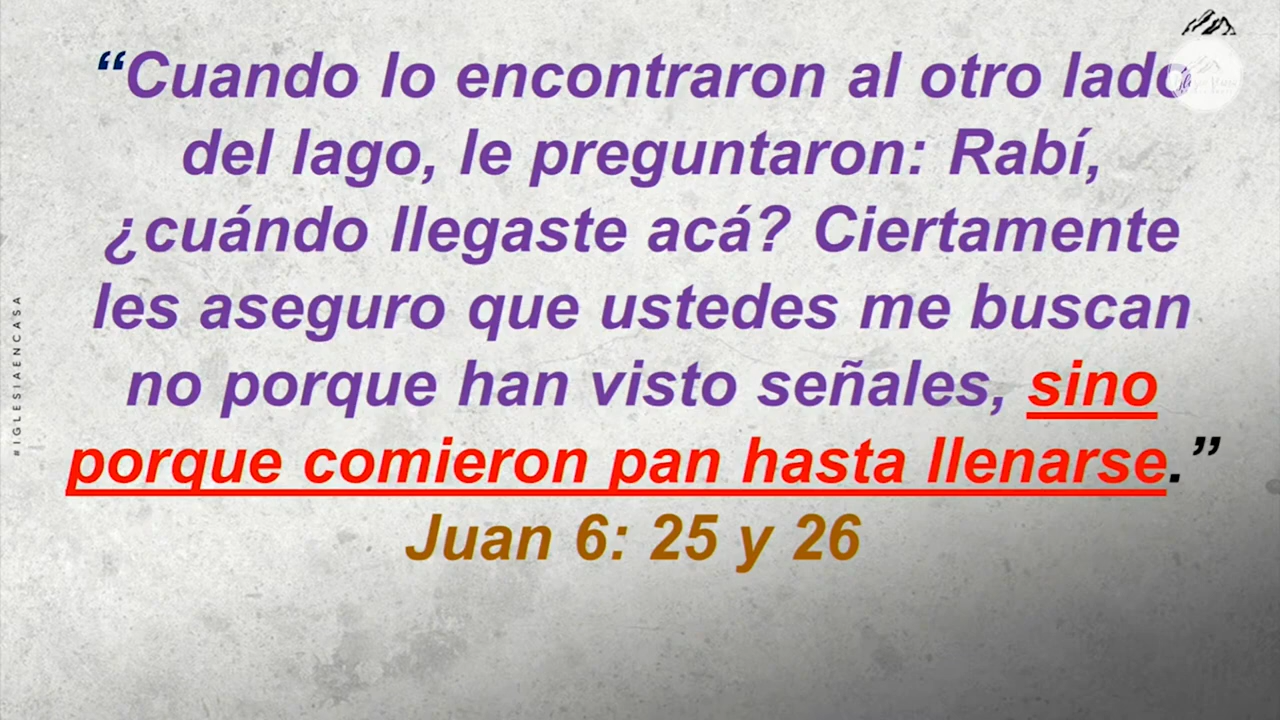 “Cuando lo encontraron al otro lado
del lago, le preguntaron: Rabí,
¿cuándo llegaste acá? Ciertamente
les aseguro que ustedes me buscan
no porque han visto señales, sino
porque comieron pan hasta llenarse.”
Juan 6: 25 y 26
#IGLESIAENCASA